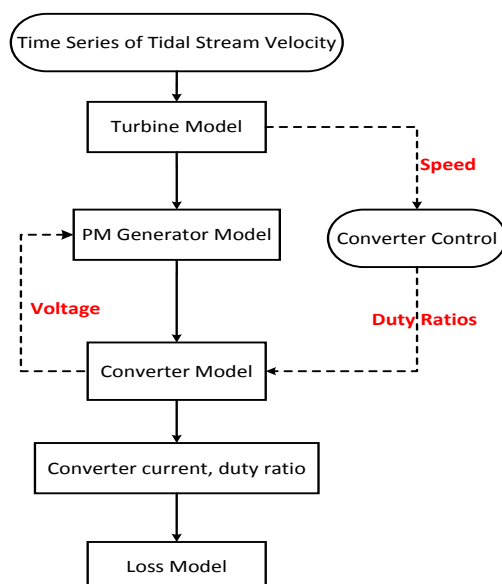 Time Series of Tidal Stream Velocity
Turbine Model
Speed
PM Generator Model
Converter Control
Voltage
Duty Ratios
Converter Model
Converter current, duty ratio
Loss Model